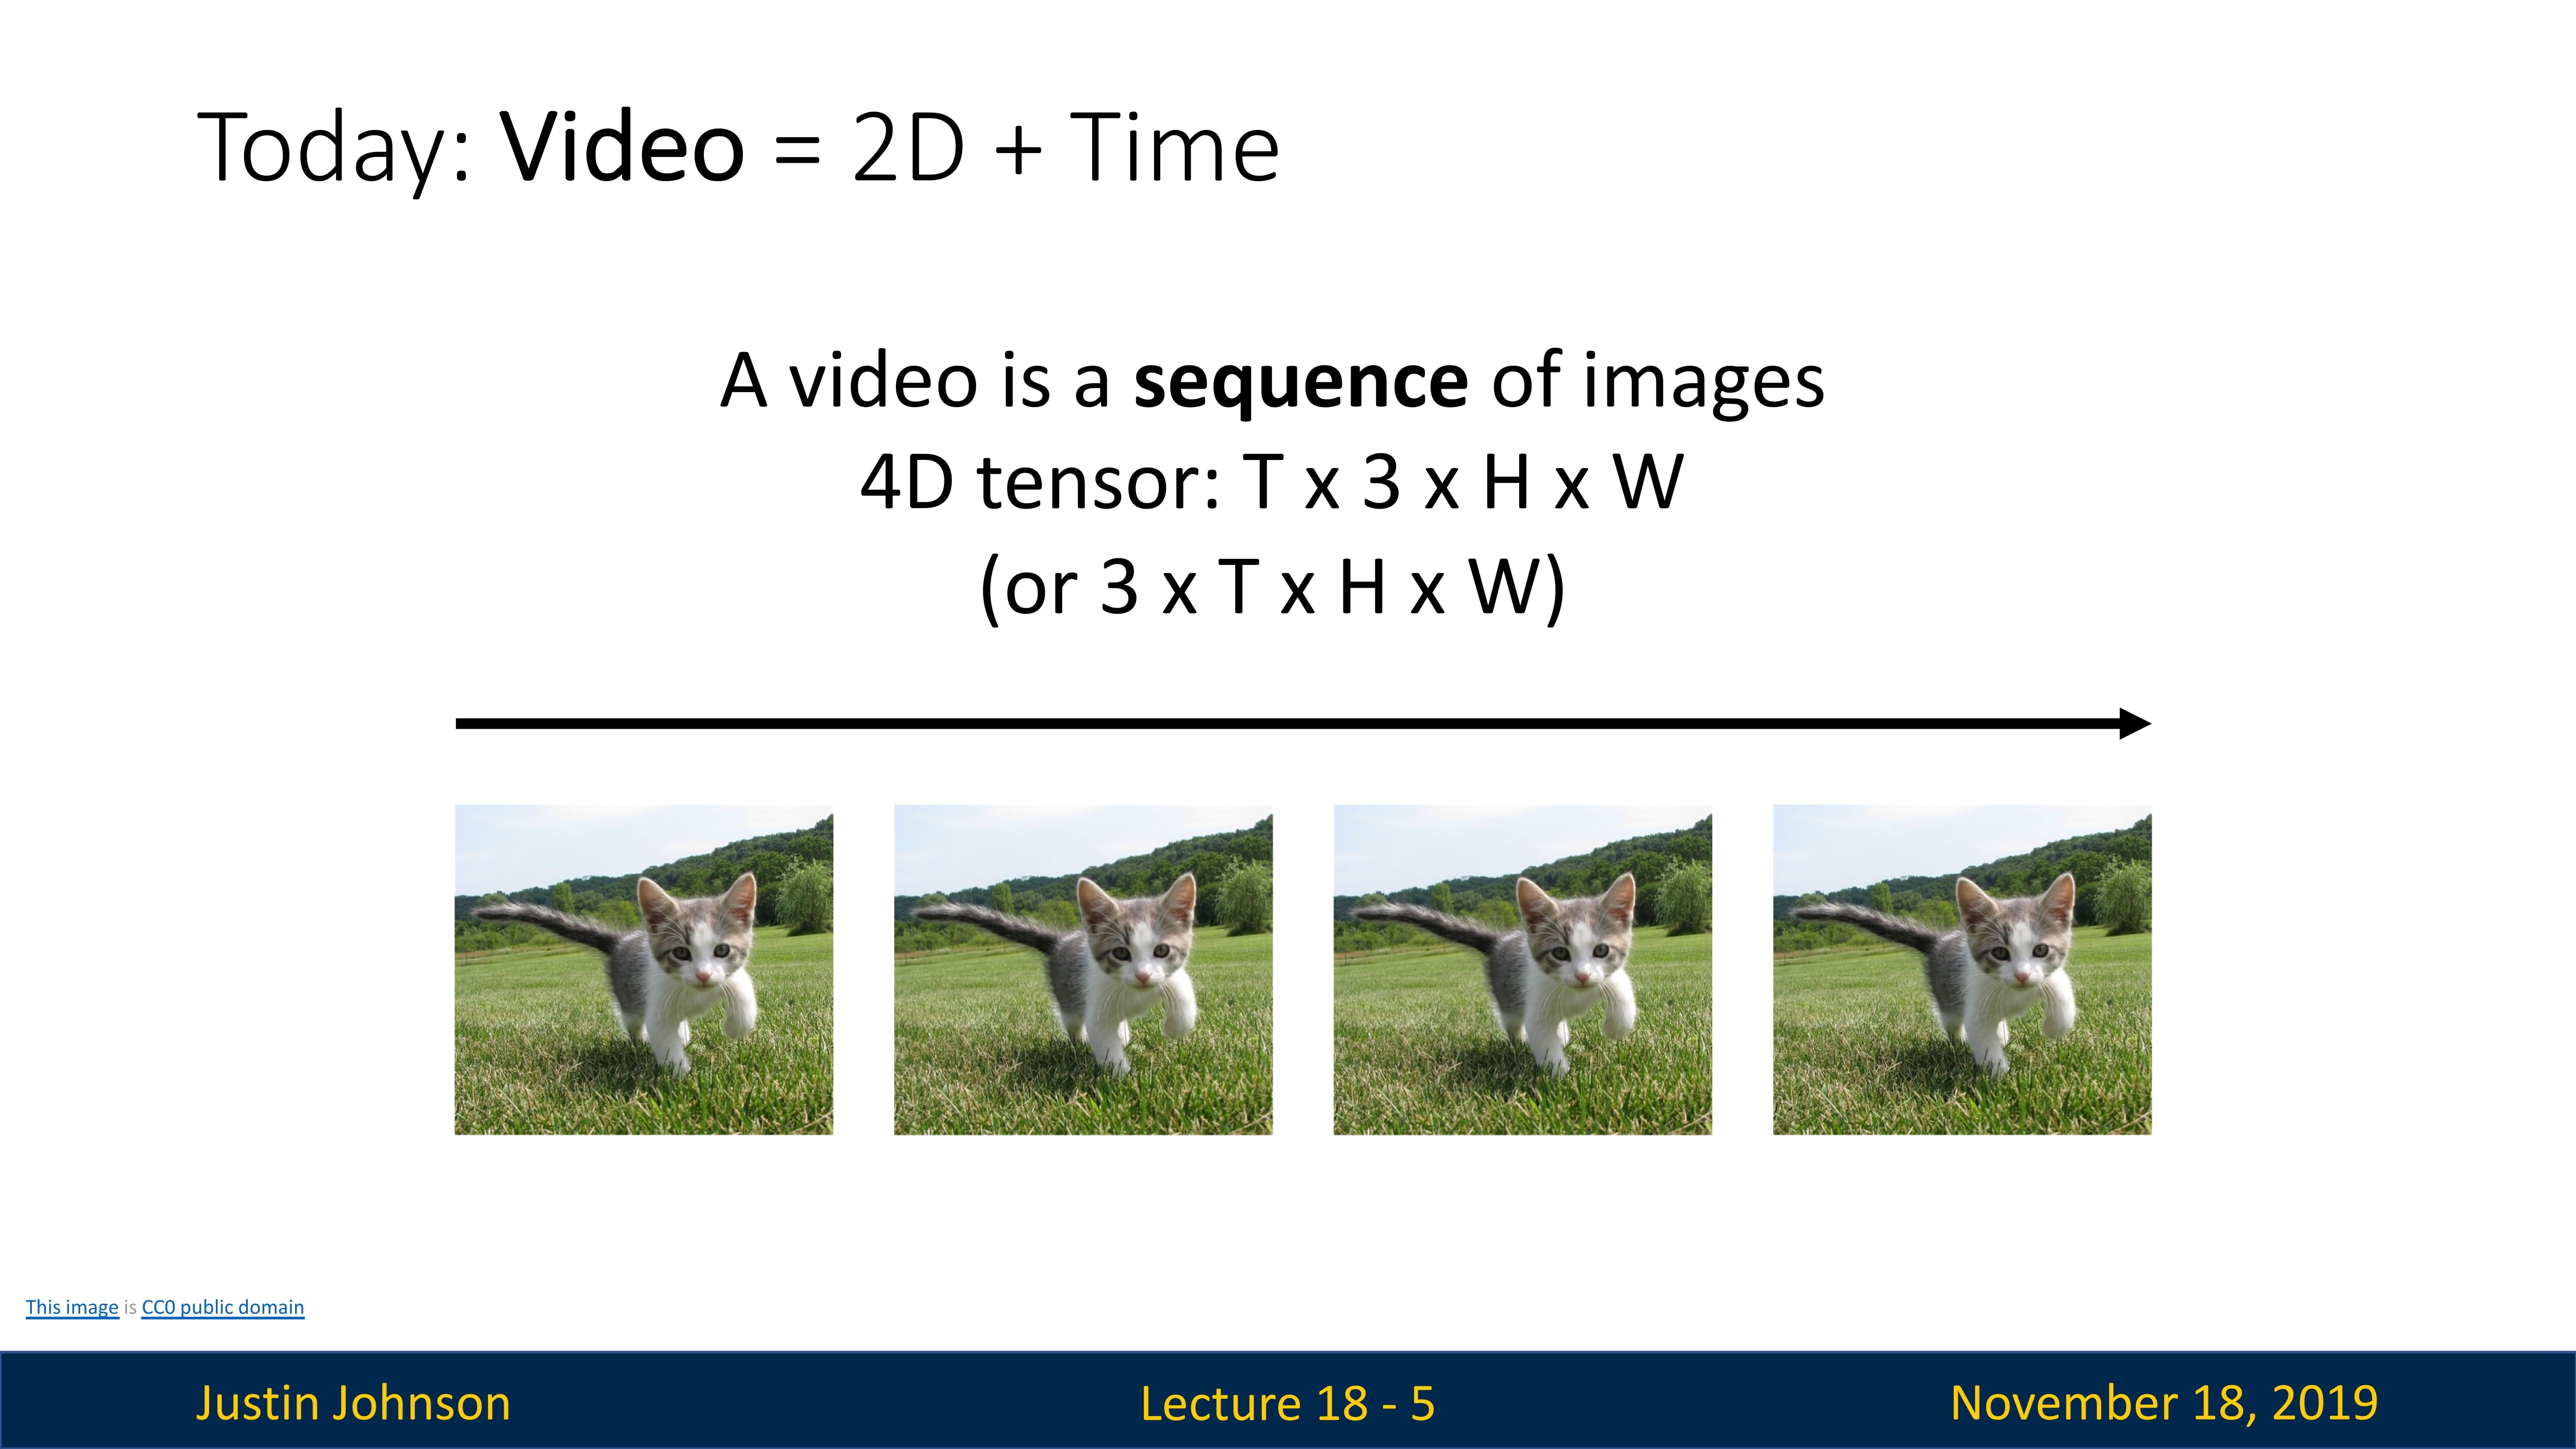 Today: Video = 2D + Time
A video is a sequence of images
4D tensor: T x 3 x H x W
(or 3 x T x H x W)
This image is CC0 public domain
Justin Johnson
Lecture 18 - 5
November 18, 2019